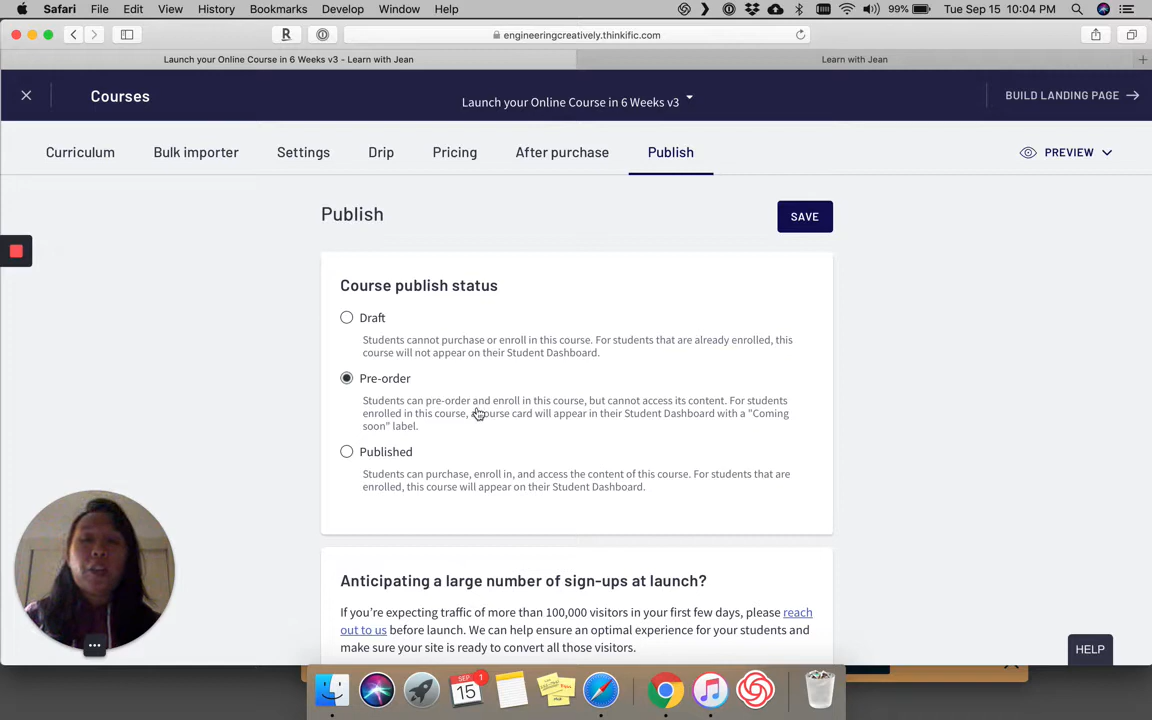 Safari File Edit View History Bookmarks Develop Window Help 99% Tue Sep 15 10:04 PM
R engineeringcreatively.thinkific.com
Launch your Online Course in 6 Weeks v3 - Learn with Jean Learn with Jean
Courses Launch your Online Course in 6 Weeks v3 BUILD LANDING PAGE
Curriculum Bulk importer Settings Drip Pricing After purchase Publish PREVIEW
Publish SAVE
Course publish status
Draft
Students cannot purchase or enroll in this course. For students that are already enrolled, this
course will not appear on their Student Dashboard.
Pre-order
Students can pre-order and enroll in this course, but cannot access its content. For students
enrolled in this course, a course card will appear in their Student Dashboard with a "Coming
soon" label.
Published
Students can purchase, enroll in, and access the content of this course. For students that are
enrolled, this course will appear on their Student Dashboard.
Anticipating a large number of sign-ups at launch?
If you're expecting traffic of more than 100,000 visitors in your first few days, please reach
out to us before launch. We can help ensure an optimal experience for your students and
make sure your site is ready to convert all those visitors.
HELP
SEP 1
15